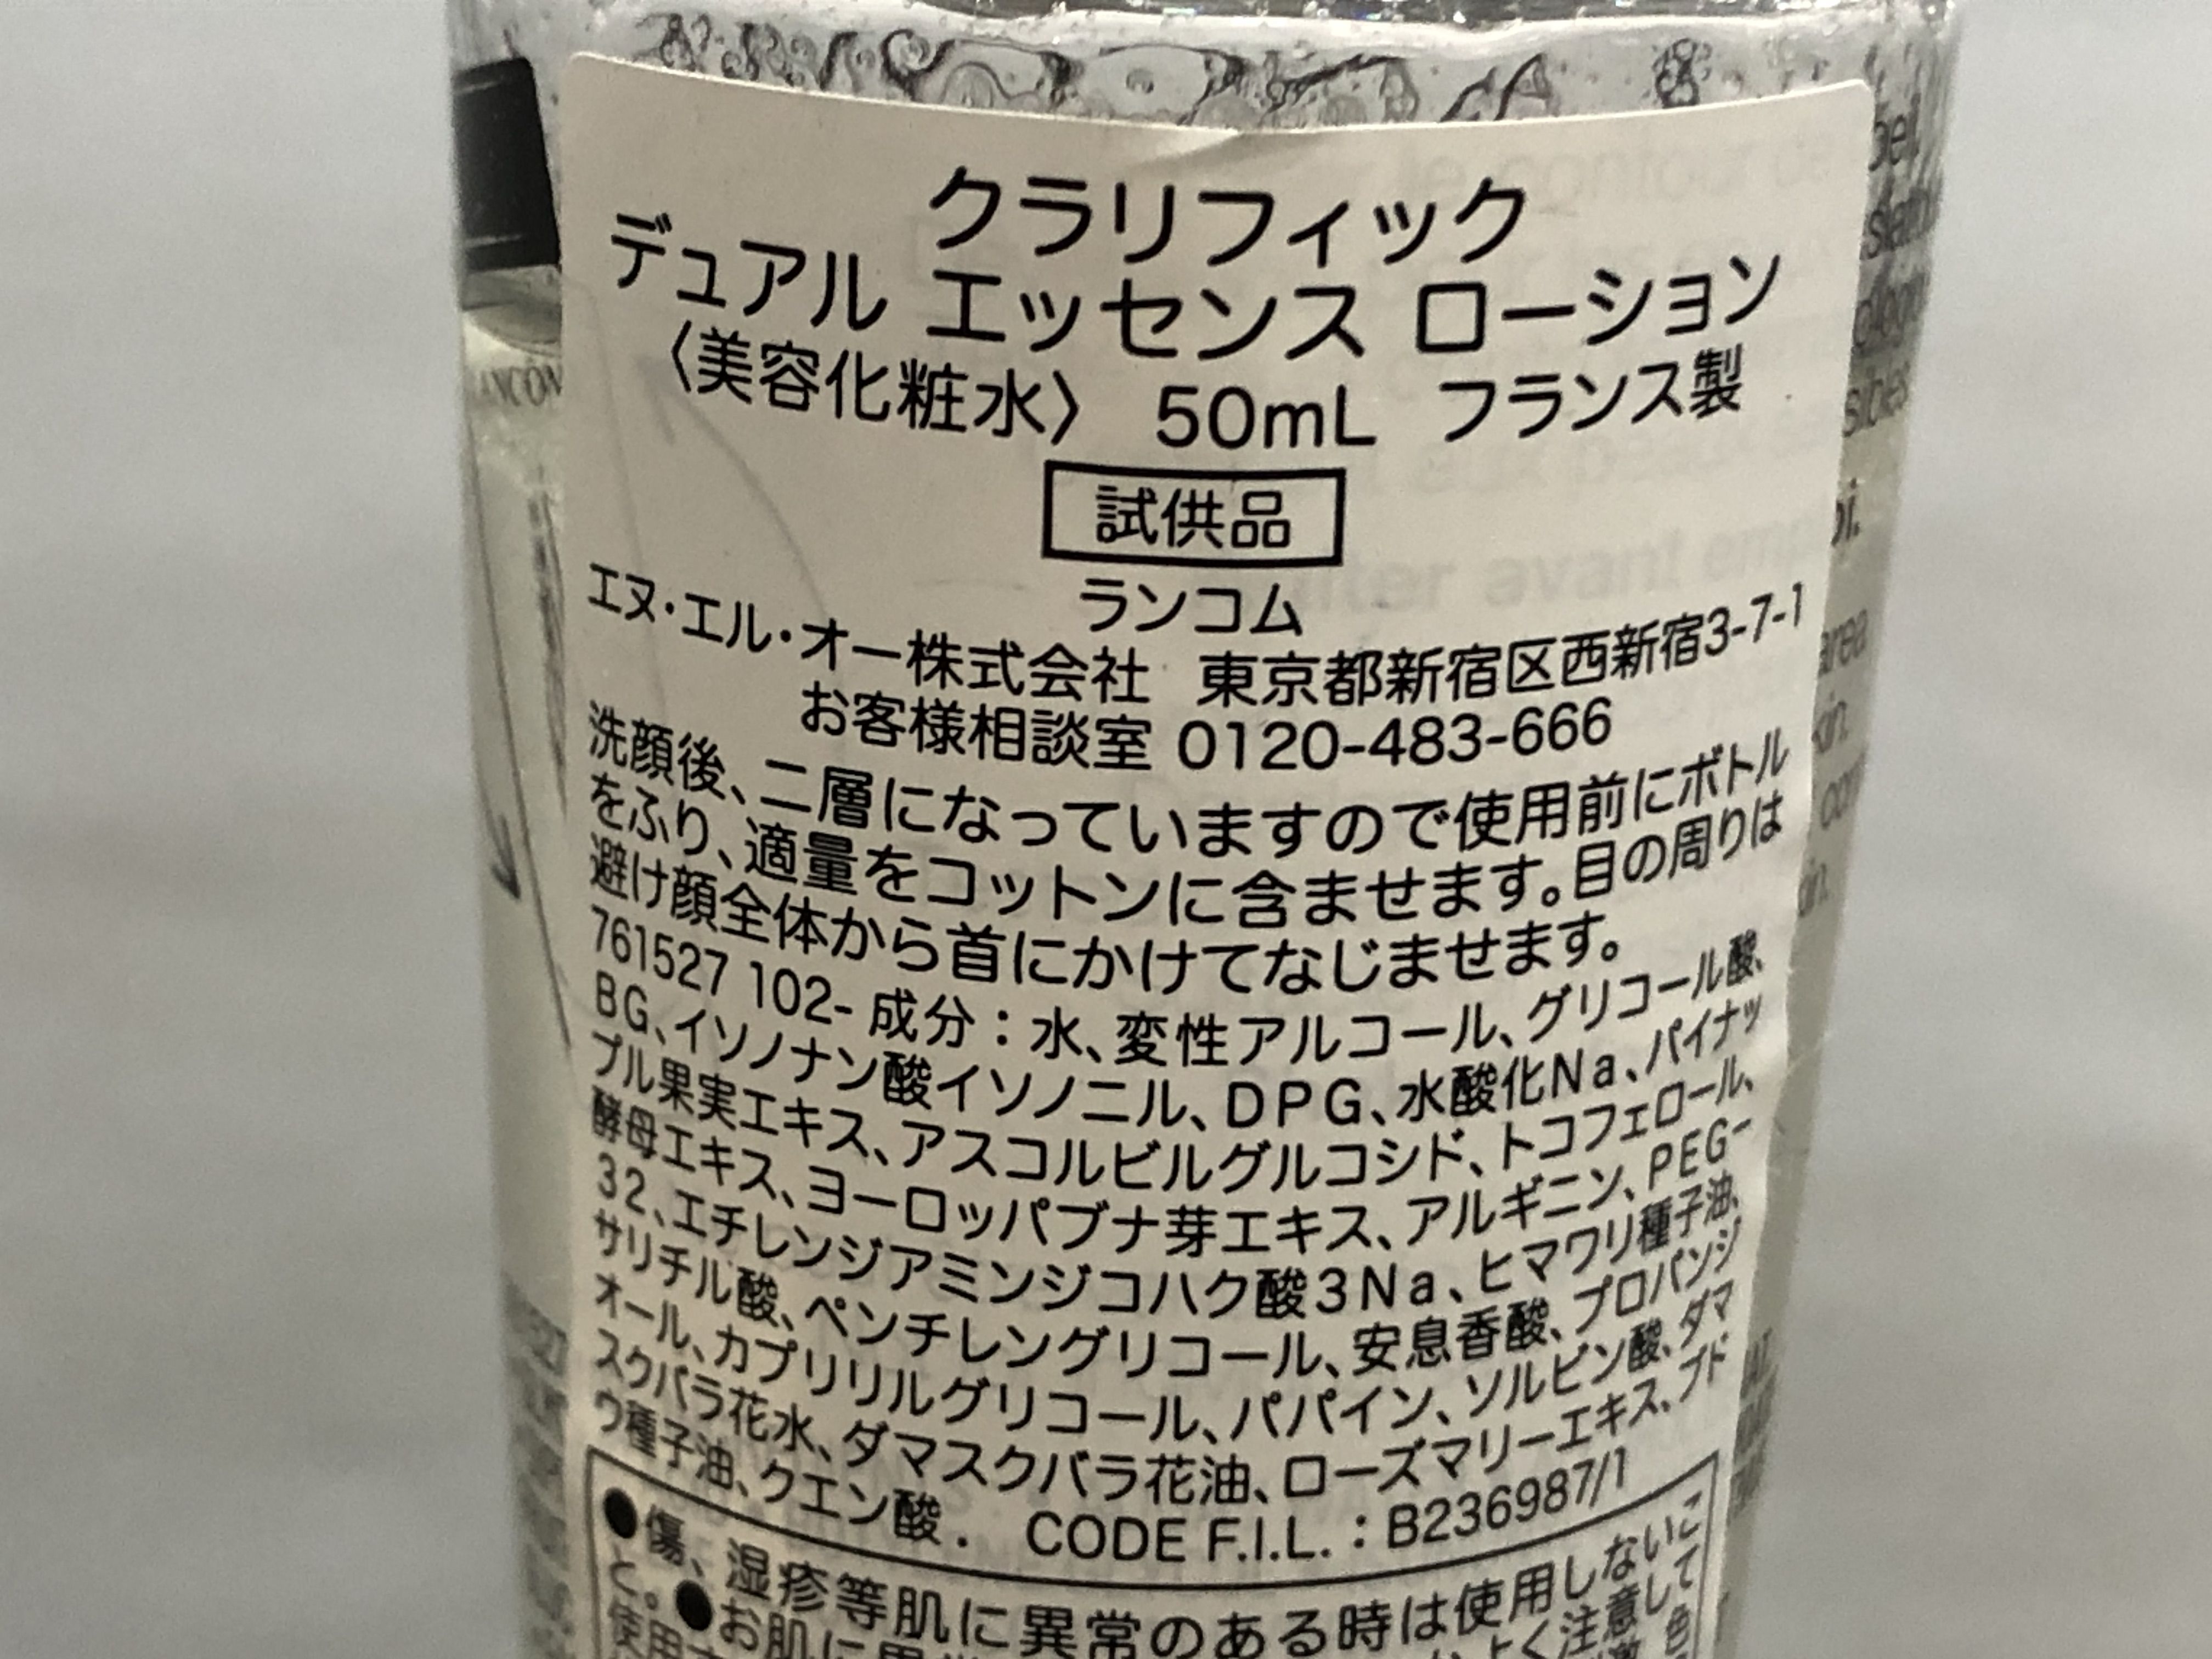 クラリフィック
デュアル エッセンス ローション
〈美容化粧水〉 50mL フランス製
試供品
ランコム
エヌ・エル・オー株式会社 東京都新宿区西新宿3-7-1
お客様相談室 0120-483-666
洗顔後、二層になっていますので使用前にボトル
をふり、適量をコットンに含ませます。目の周りは
避け顔全体から首にかけてなじませます。
761527 102- 成分：水、変性アルコール、グリコール酸、
BG、イソノナン酸イソノニル、DPG、水酸化Na、パイナッ
プル果実エキス、アスコルビルグルコシド、トコフェロール、
酵母エキス、ヨーロッパブナ芽エキス、アルギニン、PEG-
32、エチレンジアミンジコハク酸3Na、ヒマワリ種子油、
サリチル酸、ペンチレングリコール、安息香酸、プロパンジ
オール、カプリリルグリコール、パパイン、ソルビン酸、ダマ
スクバラ花水、ダマスクバラ花油、ローズマリーエキス、ブド
ウ種子油、クエン酸． CODE F.I.L.：B236987/1
●傷、湿疹等肌に異常のある時は使用しないこ
と。●お肌に よく注意して
使用